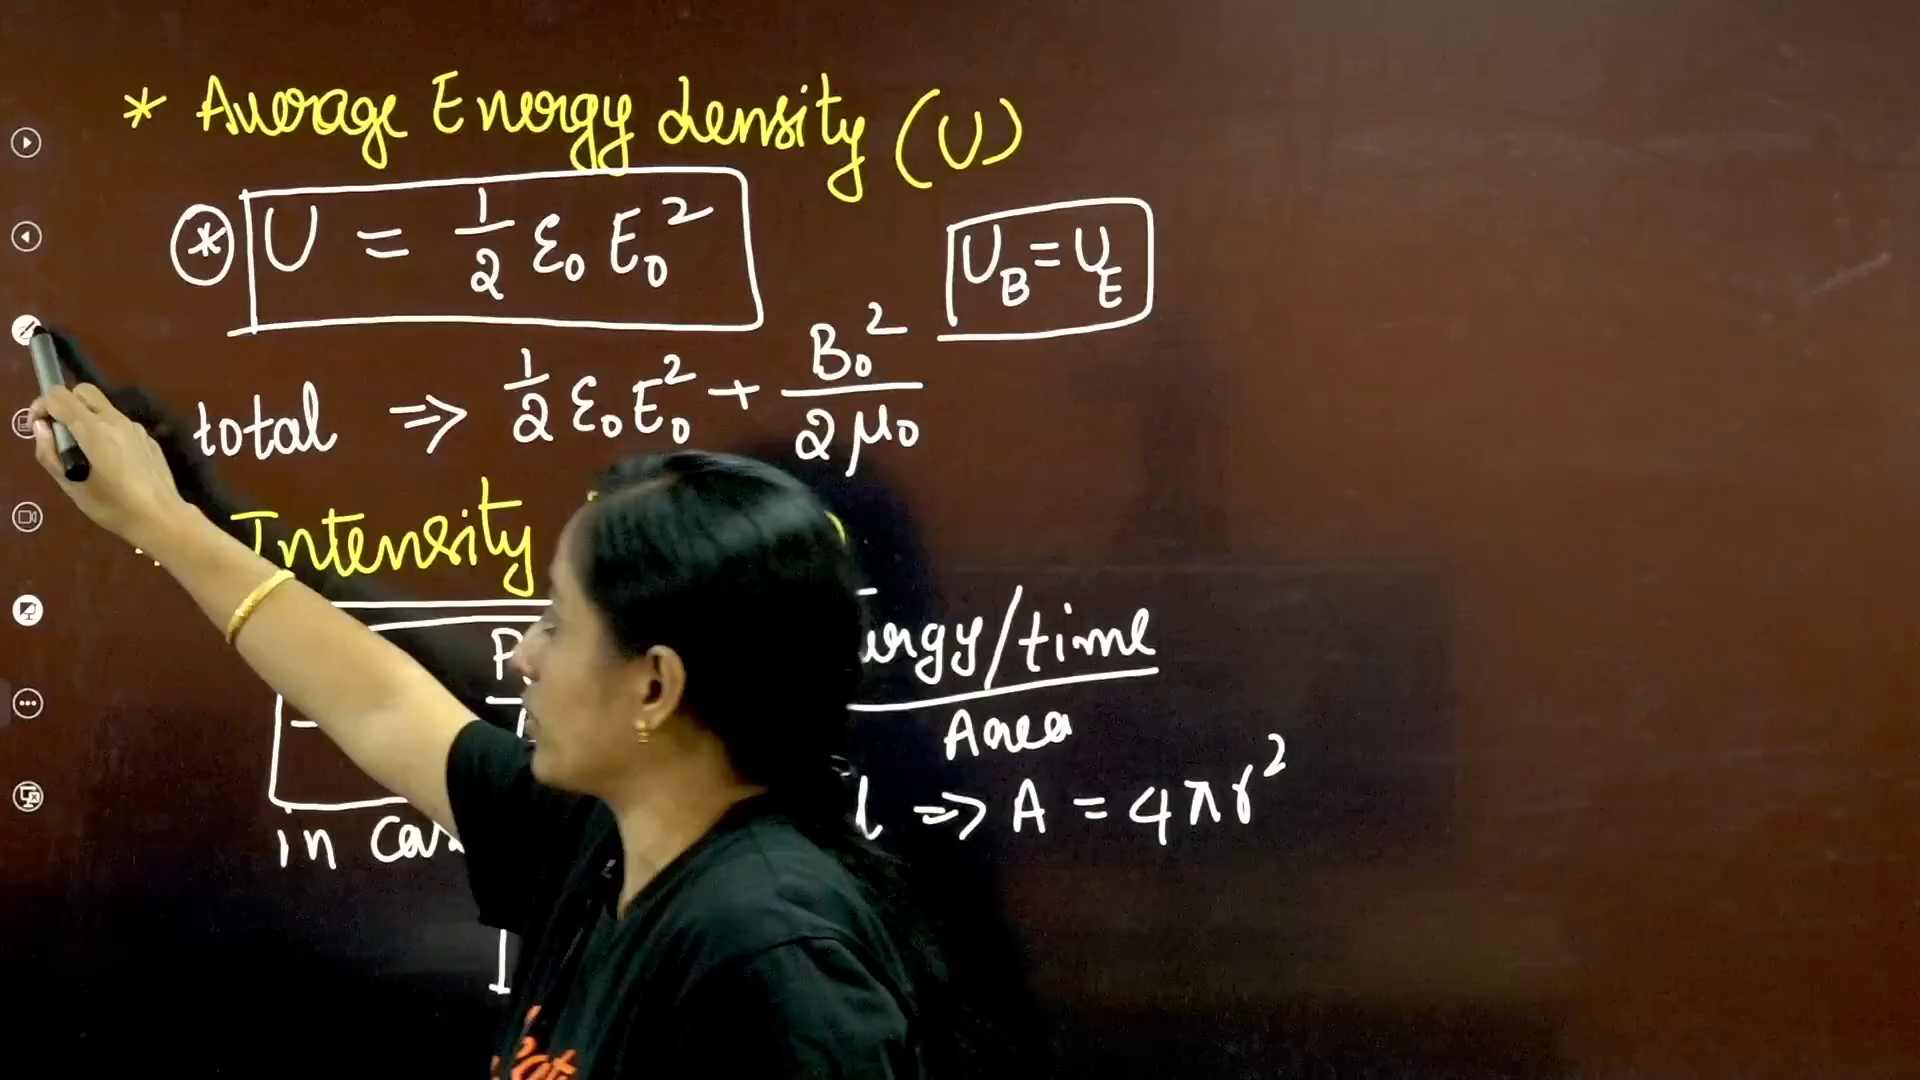 * Average Energy density (U)
* U = 1/2 ε₀ E₀²
U_B = U_E
total ⇒ 1/2 ε₀ E₀² + B₀²/2μ₀
Intensity
/time
Area
⇒ A = 4πr²
in
I